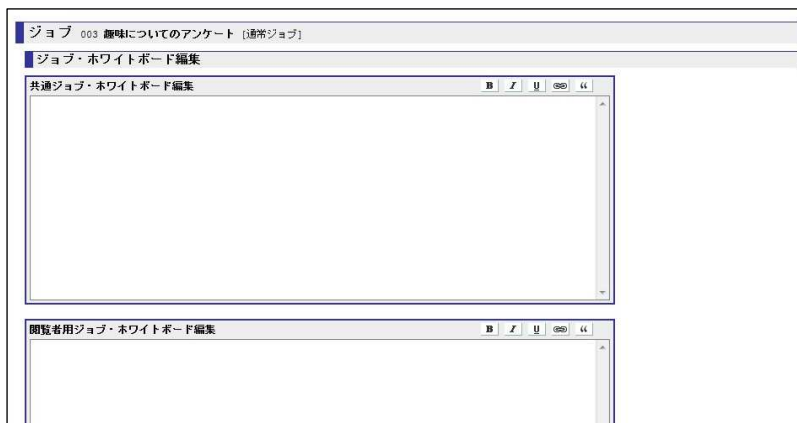 ジョブ 003 趣味についてのアンケート [通常ジョブ]
ジョブ・ホワイトボード編集
共通ジョブ・ホワイトボード編集 B I U “
閲覧者用ジョブ・ホワイトボード編集 B I U “